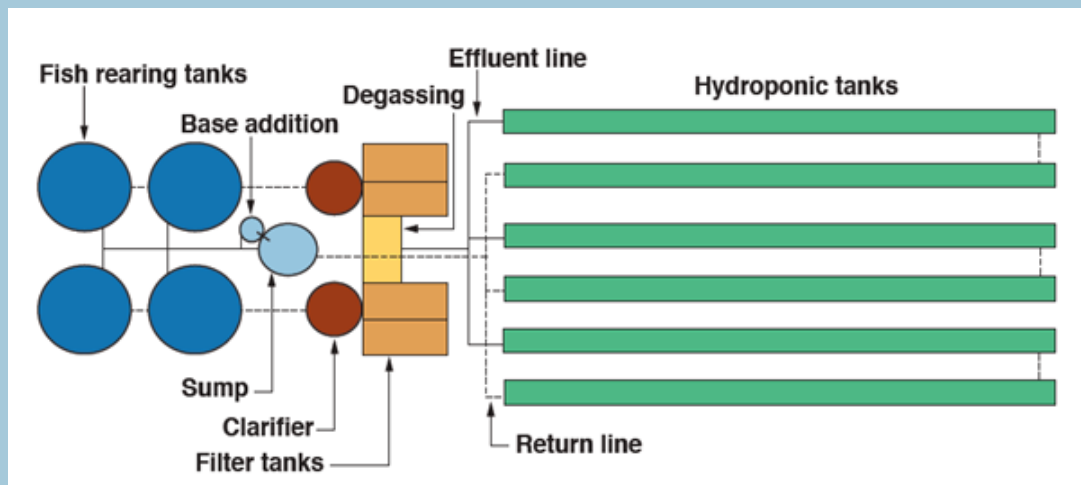 Effluent line
Fish rearing tanks
Degassing
Hydroponic tanks
Base addition
Sump
Clarifier
Return line
Filter tanks